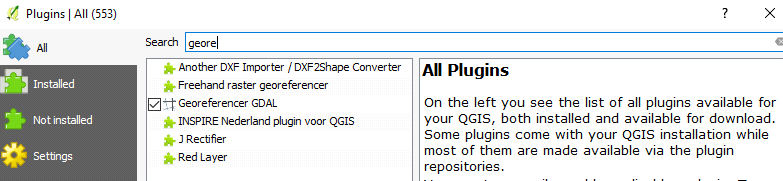 Plugins | All (553)
?
All
Installed
Not installed
Settings
Search geore
Another DXF Importer / DXF2Shape Converter
Freehand raster georeferencer
Georeferencer GDAL
INSPIRE Nederland plugin voor QGIS
J Rectifier
Red Layer
All Plugins
On the left you see the list of all plugins available for
your QGIS, both installed and available for download.
Some plugins come with your QGIS installation while
most of them are made available via the plugin
repositories.